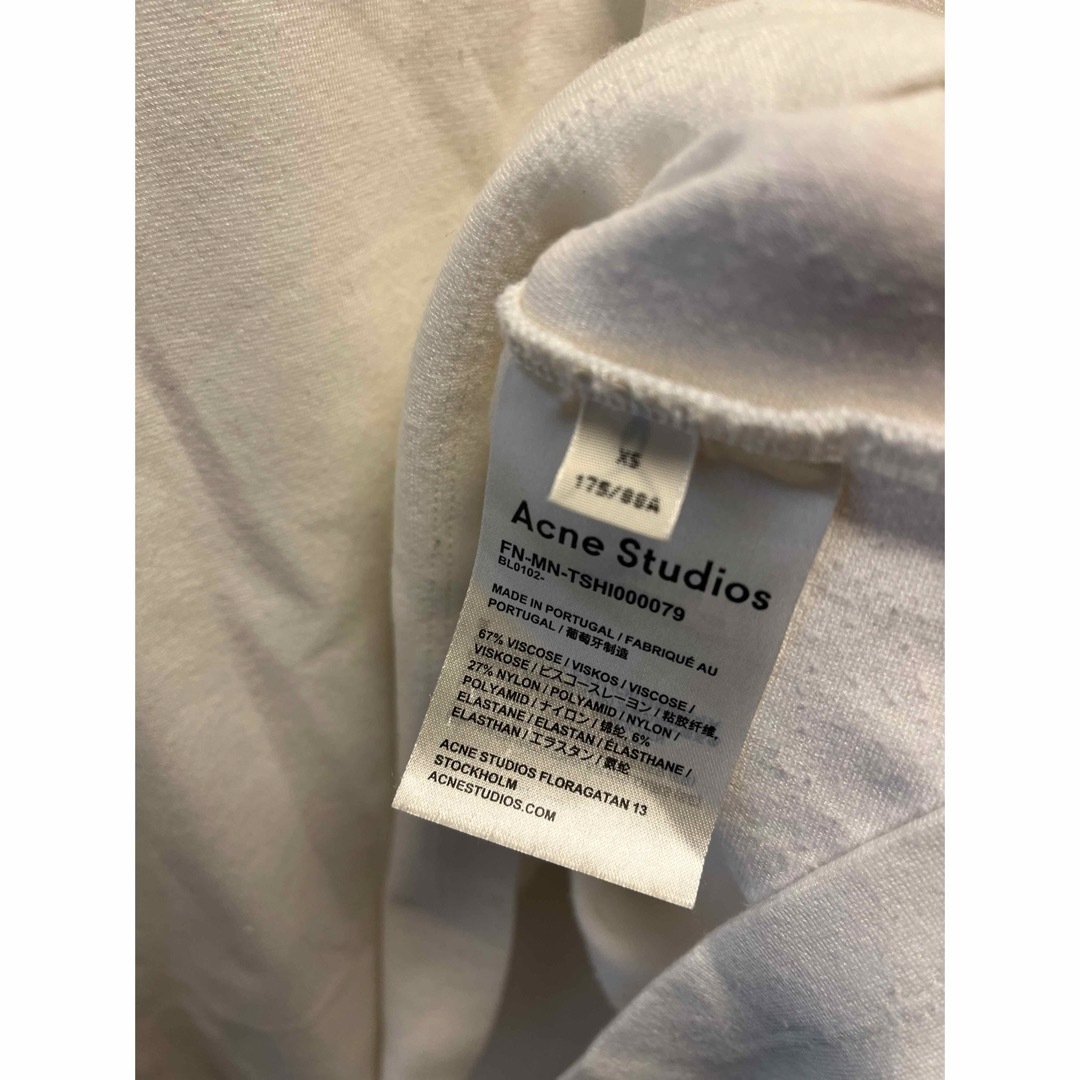 XS
175/88A
Acne Studios
FN-MN-TSHI000079
BL0102-
MADE IN PORTUGAL / FABRIQUÉ AU
PORTUGAL / 葡萄牙制造
67% VISCOSE / VISKOS / VISCOSE /
VISKOSE / ビスコースレーヨン / 粘胶纤维,
27% NYLON / POLYAMID / NYLON /
POLYAMID / ナイロン / 锦纶, 6%
ELASTANE / ELASTAN / ÉLASTHANE /
ELASTHAN / エラスタン / 氨纶
ACNE STUDIOS FLORAGATAN 13
STOCKHOLM
ACNESTUDIOS.COM